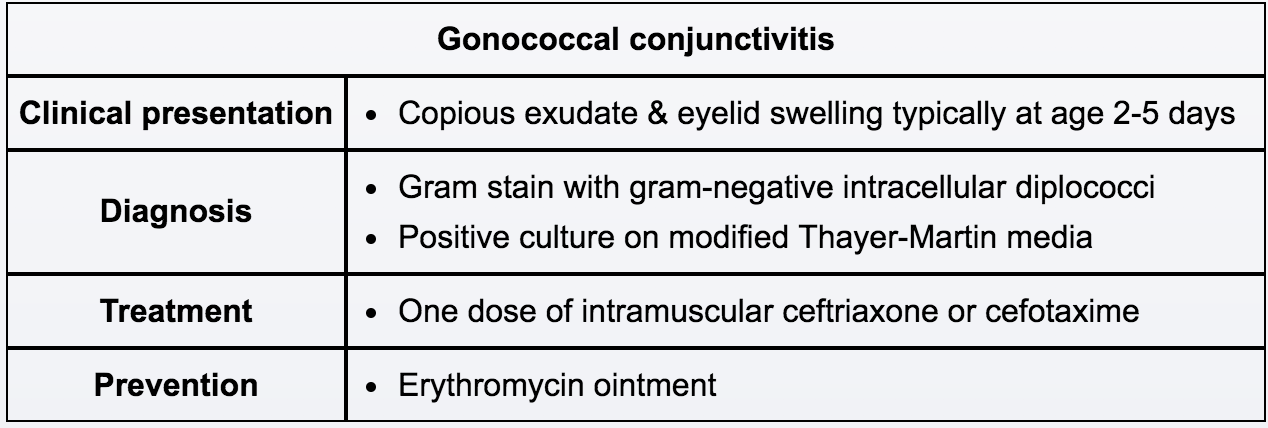 Gonococcal conjunctivitis
Clinical presentation
• Copious exudate & eyelid swelling typically at age 2-5 days
Diagnosis
• Gram stain with gram-negative intracellular diplococci
• Positive culture on modified Thayer-Martin media
Treatment
• One dose of intramuscular ceftriaxone or cefotaxime
Prevention
• Erythromycin ointment